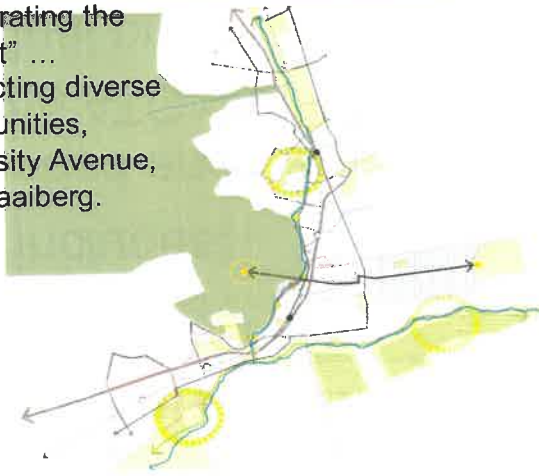 rating the
t” ...
cting diverse
unities,
sity Avenue,
aaiberg.